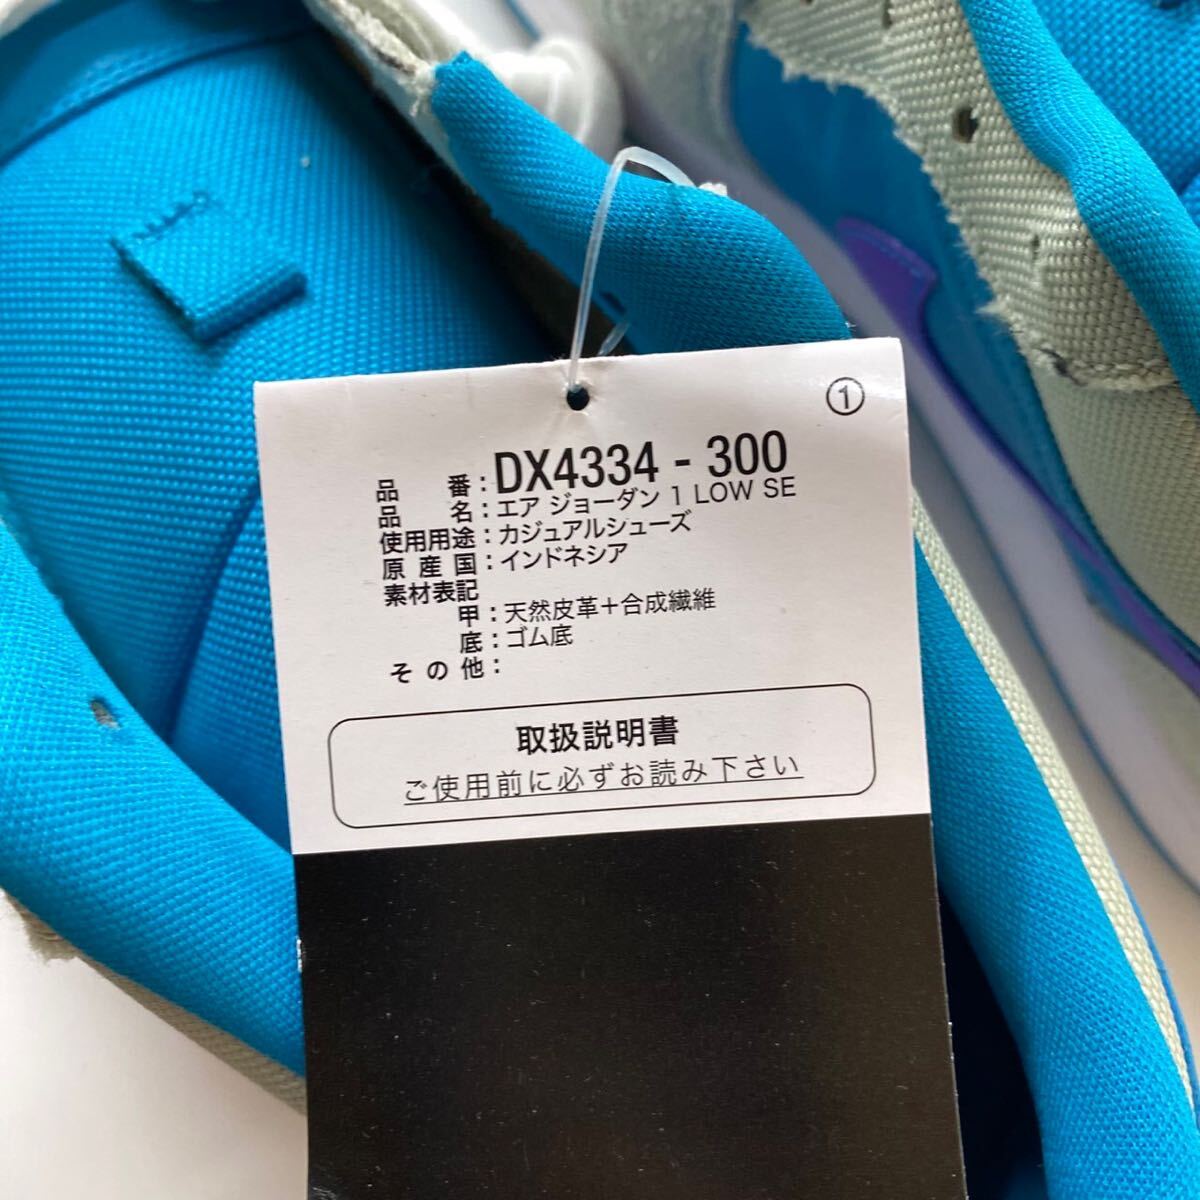 ①
品番：DX4334 - 300
品名：エア ジョーダン 1 LOW SE
使用用途：カジュアルシューズ
原産国：インドネシア
素材表記
甲：天然皮革＋合成繊維
底：ゴム底
その他：
取扱説明書
ご使用前に必ずお読み下さい